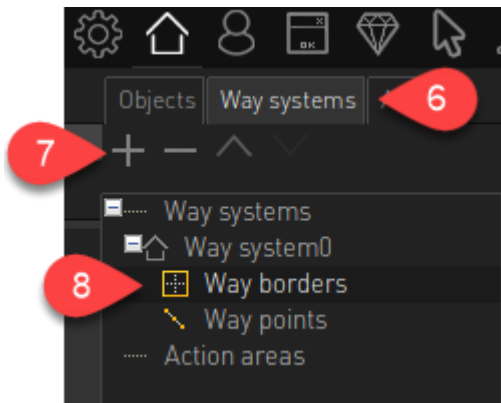 OK
Objects Way systems A
6
7
Way systems
Way system0
8
Way borders
Way points
Action areas